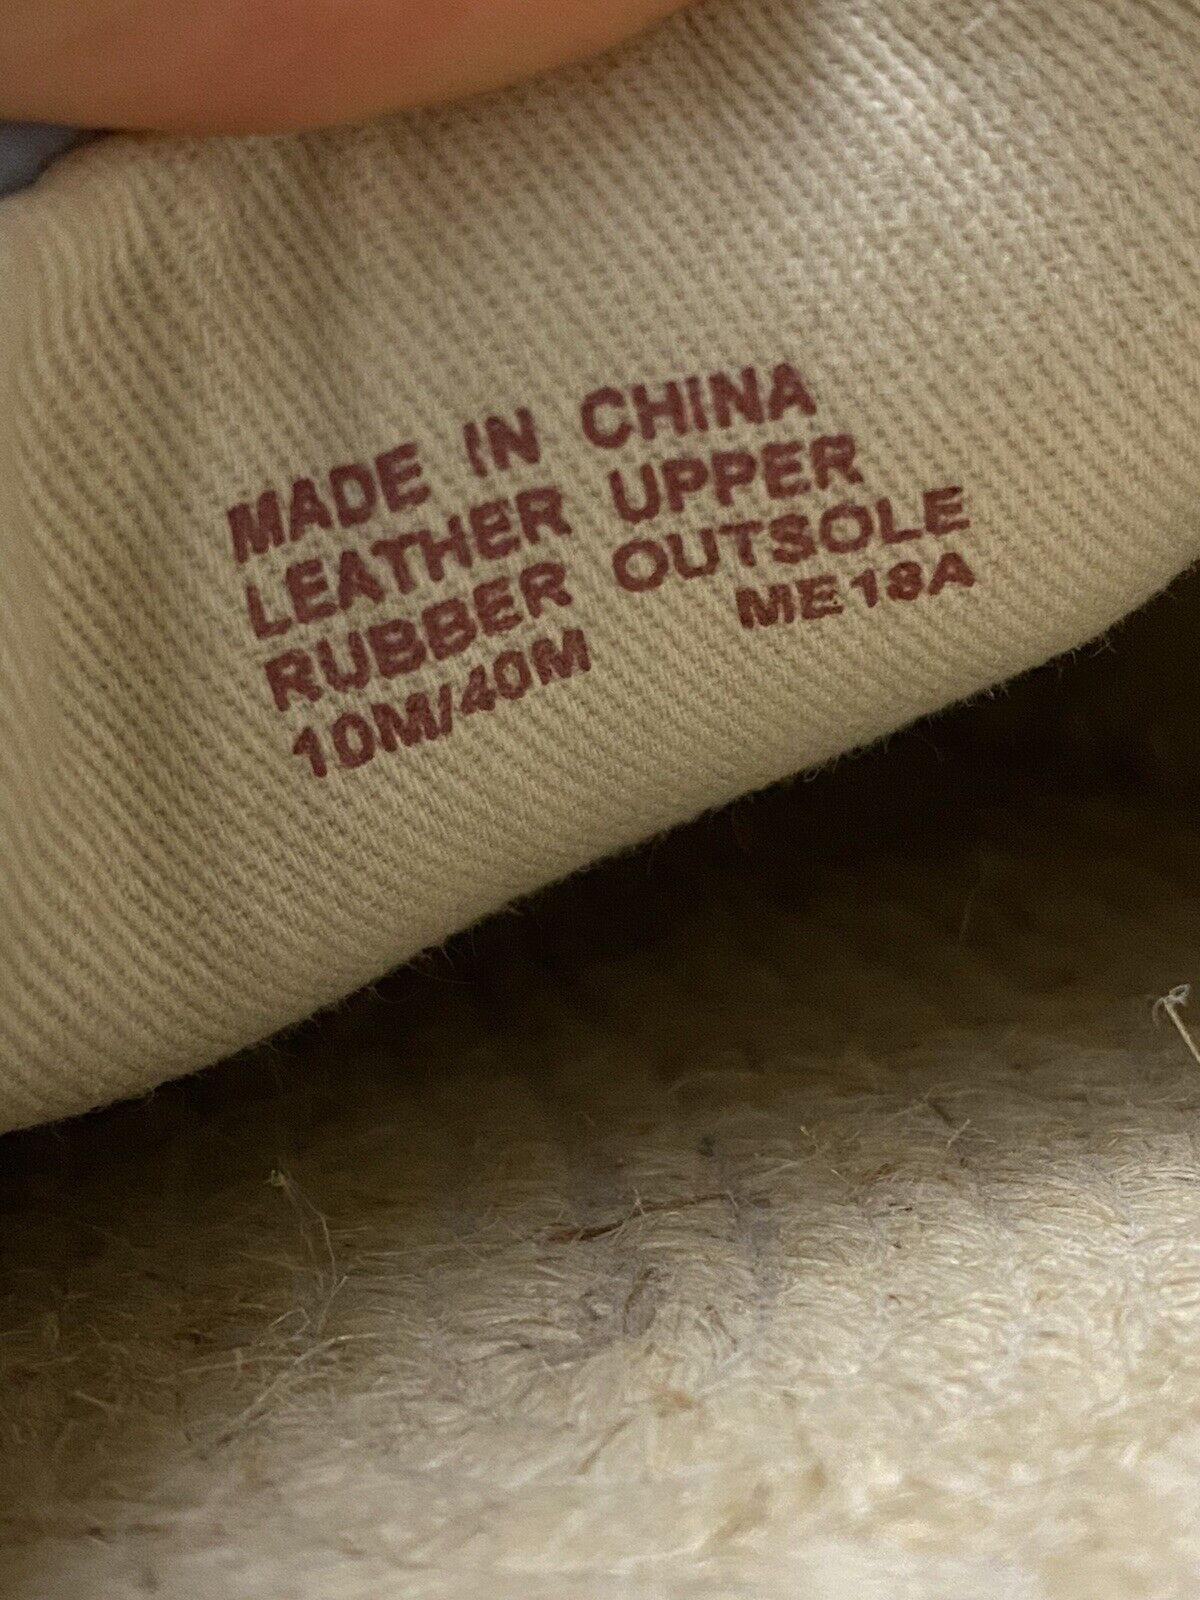 MADE IN CHINA
LEATHER UPPER
RUBBER OUTSOLE
10M/40M ME18A